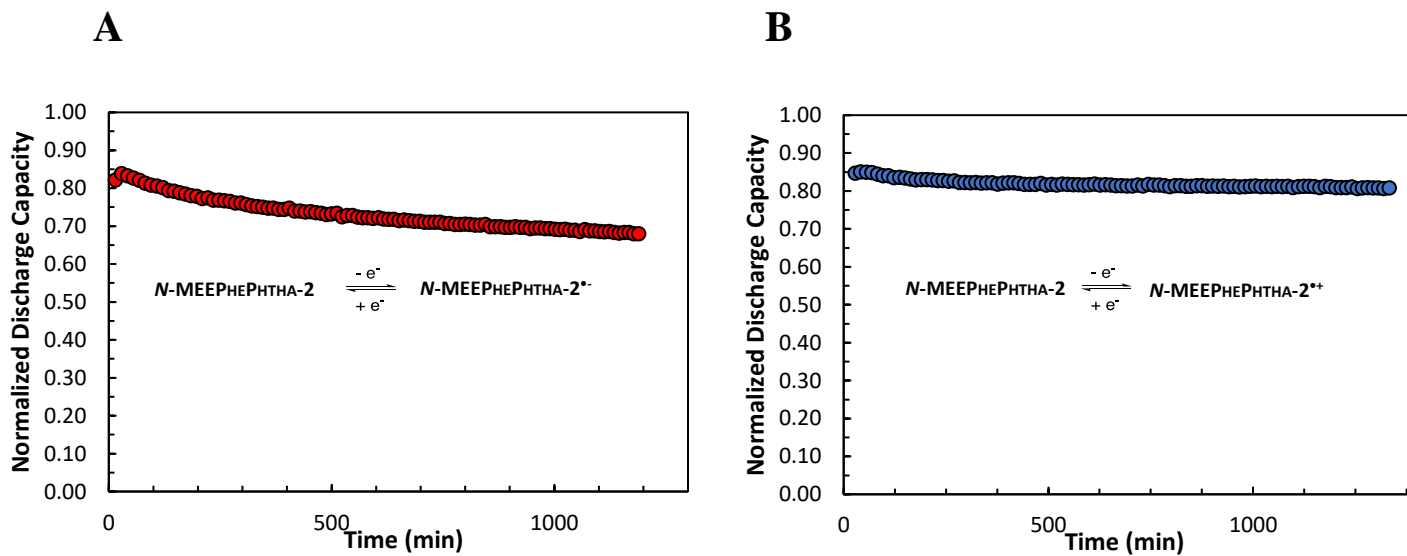 A
B
Normalized Discharge Capacity
1.00
0.90
0.80
0.70
0.60
0.50
0.40
0.30
0.20
0.10
0.00
N-MEEPHEPHTHA-2
- e-
+ e-
N-MEEPHEPHTHA-2•-
0
500
1000
Time (min)
Normalized Discharge Capacity
1.00
0.90
0.80
0.70
0.60
0.50
0.40
0.30
0.20
0.10
0.00
N-MEEPHEPHTHA-2
- e-
+ e-
N-MEEPHEPHTHA-2•+
0
500
1000
Time (min)